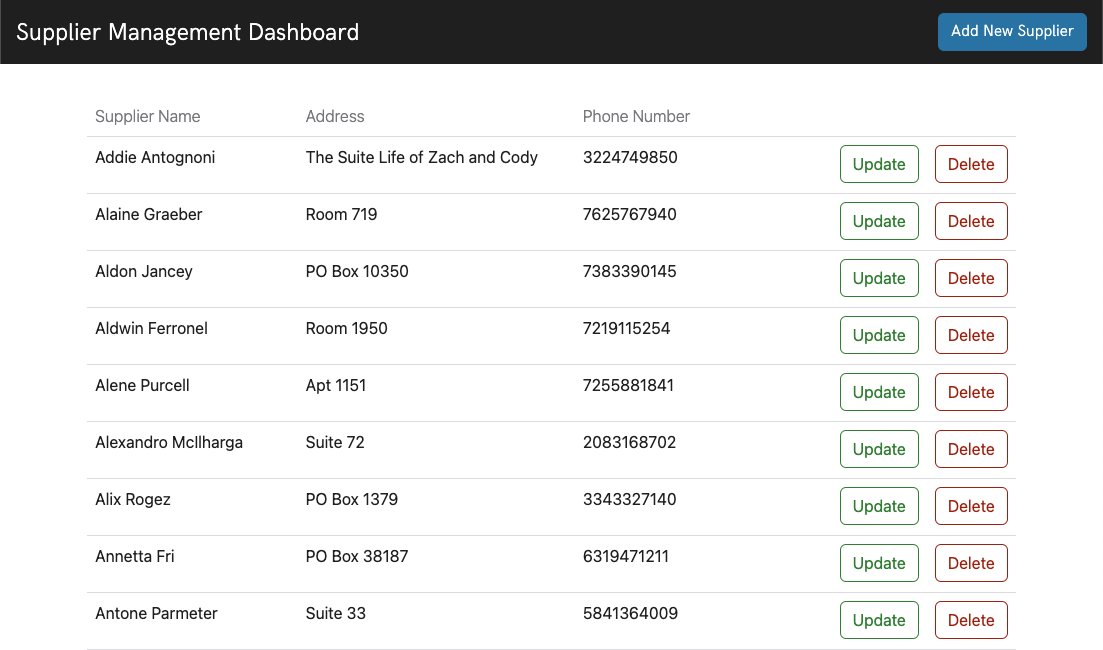 Supplier Management Dashboard Add New Supplier
Supplier Name Address Phone Number
Addie Antognoni The Suite Life of Zach and Cody 3224749850 Update Delete
Alaine Graeber Room 719 7625767940 Update Delete
Aldon Jancey PO Box 10350 7383390145 Update Delete
Aldwin Ferronel Room 1950 7219115254 Update Delete
Alene Purcell Apt 1151 7255881841 Update Delete
Alexandro McIlharga Suite 72 2083168702 Update Delete
Alix Rogez PO Box 1379 3343327140 Update Delete
Annetta Fri PO Box 38187 6319471211 Update Delete
Antone Parmeter Suite 33 5841364009 Update Delete